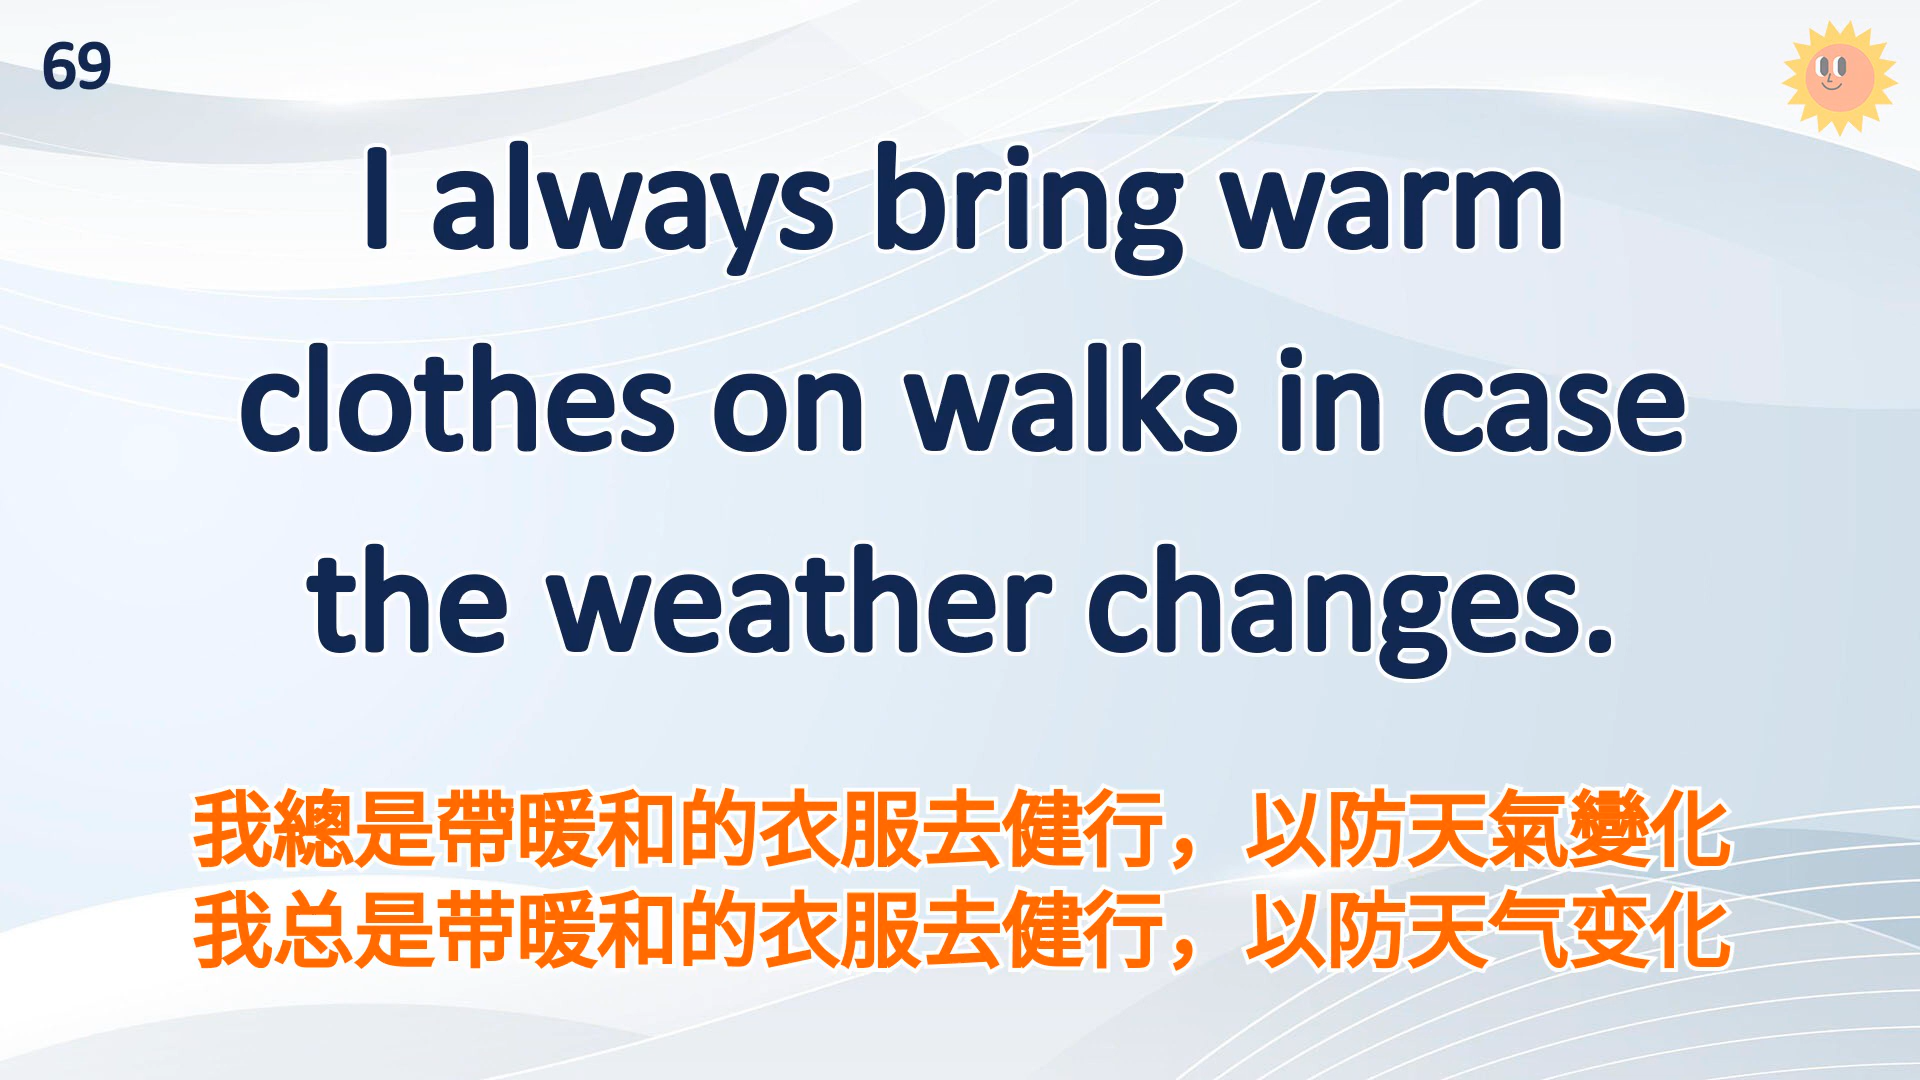 69
I always bring warm
clothes on walks in case
the weather changes.
我總是帶暖和的衣服去健行，以防天氣變化
我总是带暖和的衣服去健行，以防天气变化